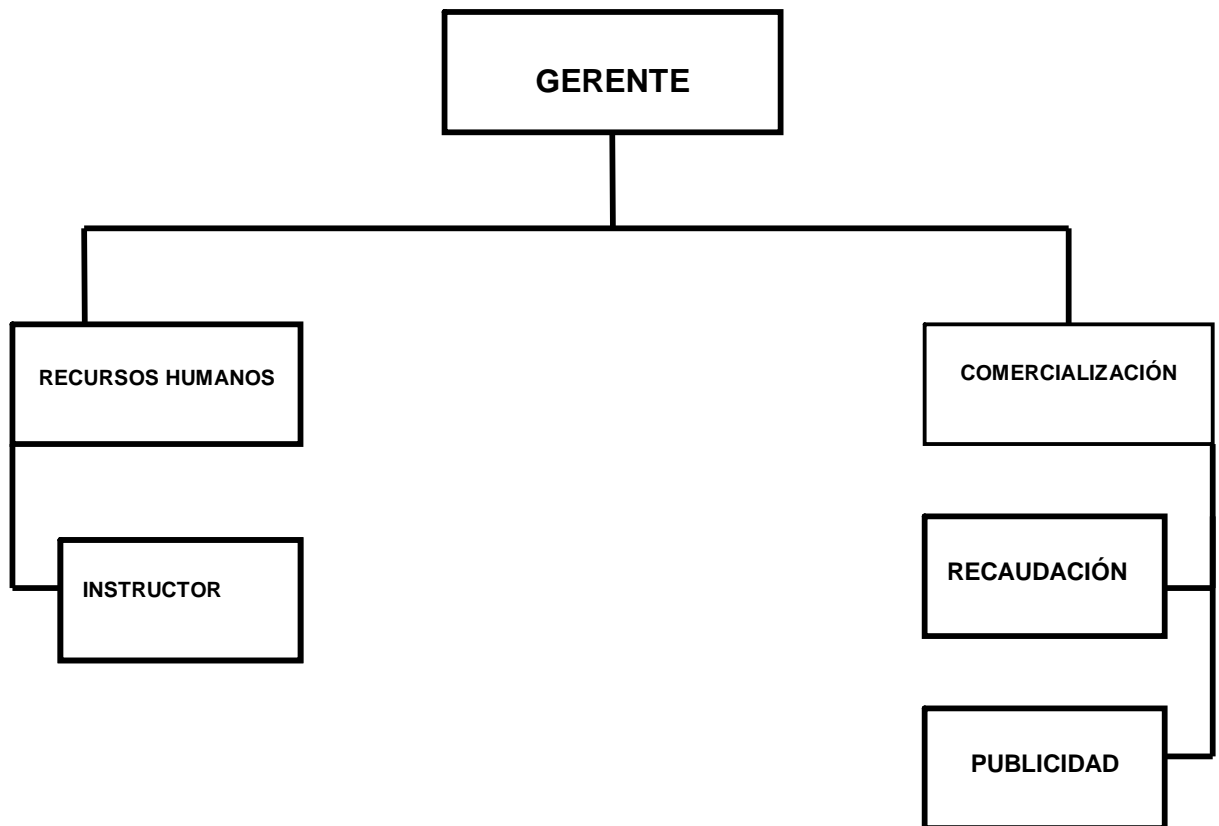 GERENTE
RECURSOS HUMANOS
COMERCIALIZACIÓN
INSTRUCTOR
RECAUDACIÓN
PUBLICIDAD